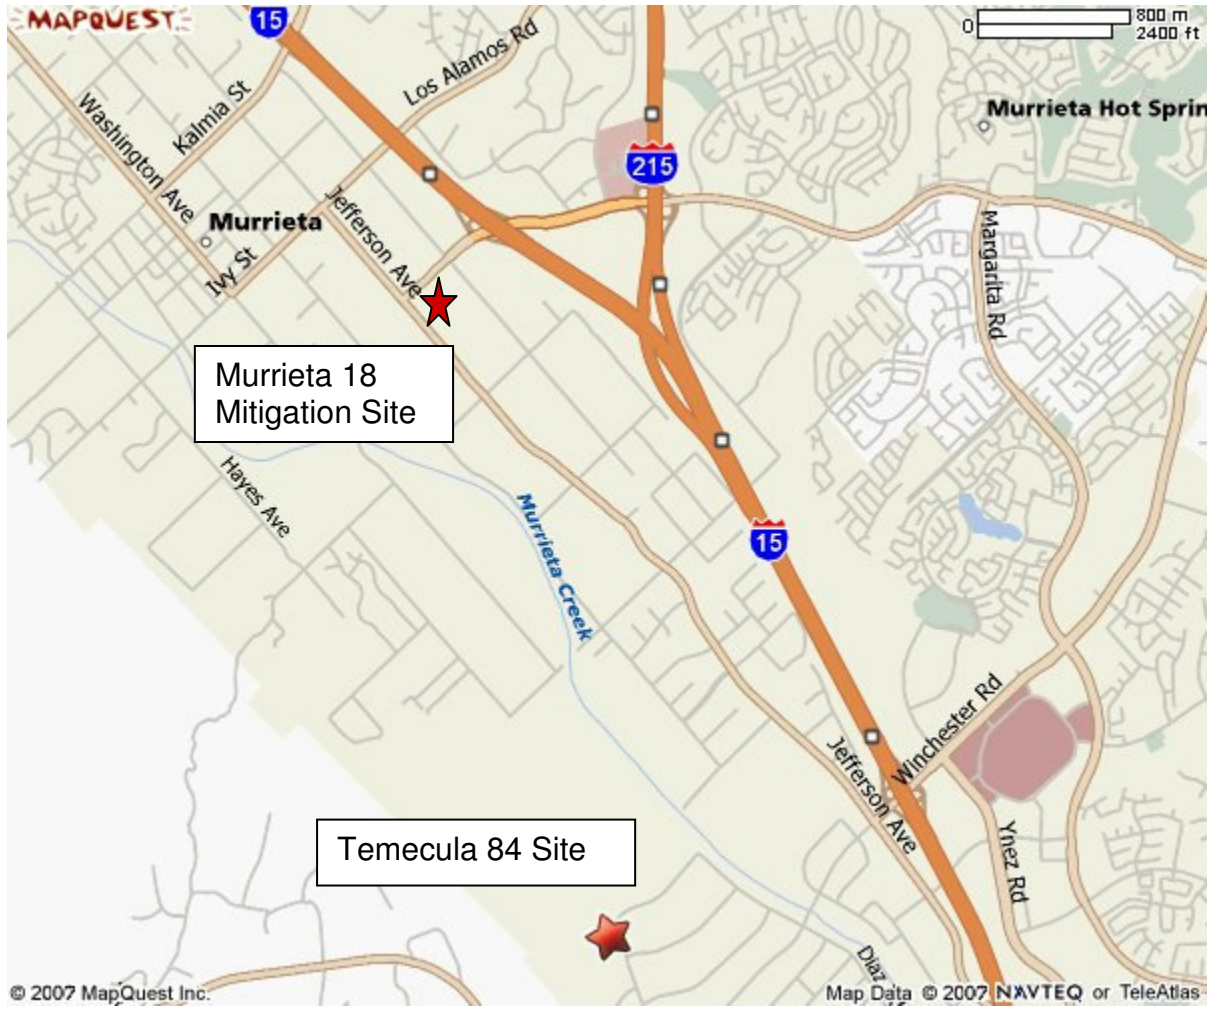 MAPQUEST
15
0
800 m
2400 ft
Los Alamos Rd
Kalmia St
Washington Ave
Murrieta Hot Sprin
215
Murrieta
Jefferson Ave
Ivy St
Margarita Rd
Murrieta 18
Mitigation Site
Hayes Ave
Murrieta Creek
15
Winchester Rd
Jefferson Ave
Ynez Rd
Temecula 84 Site
Diaz
© 2007 MapQuest Inc.
Map Data © 2007 NAVTEQ or TeleAtlas